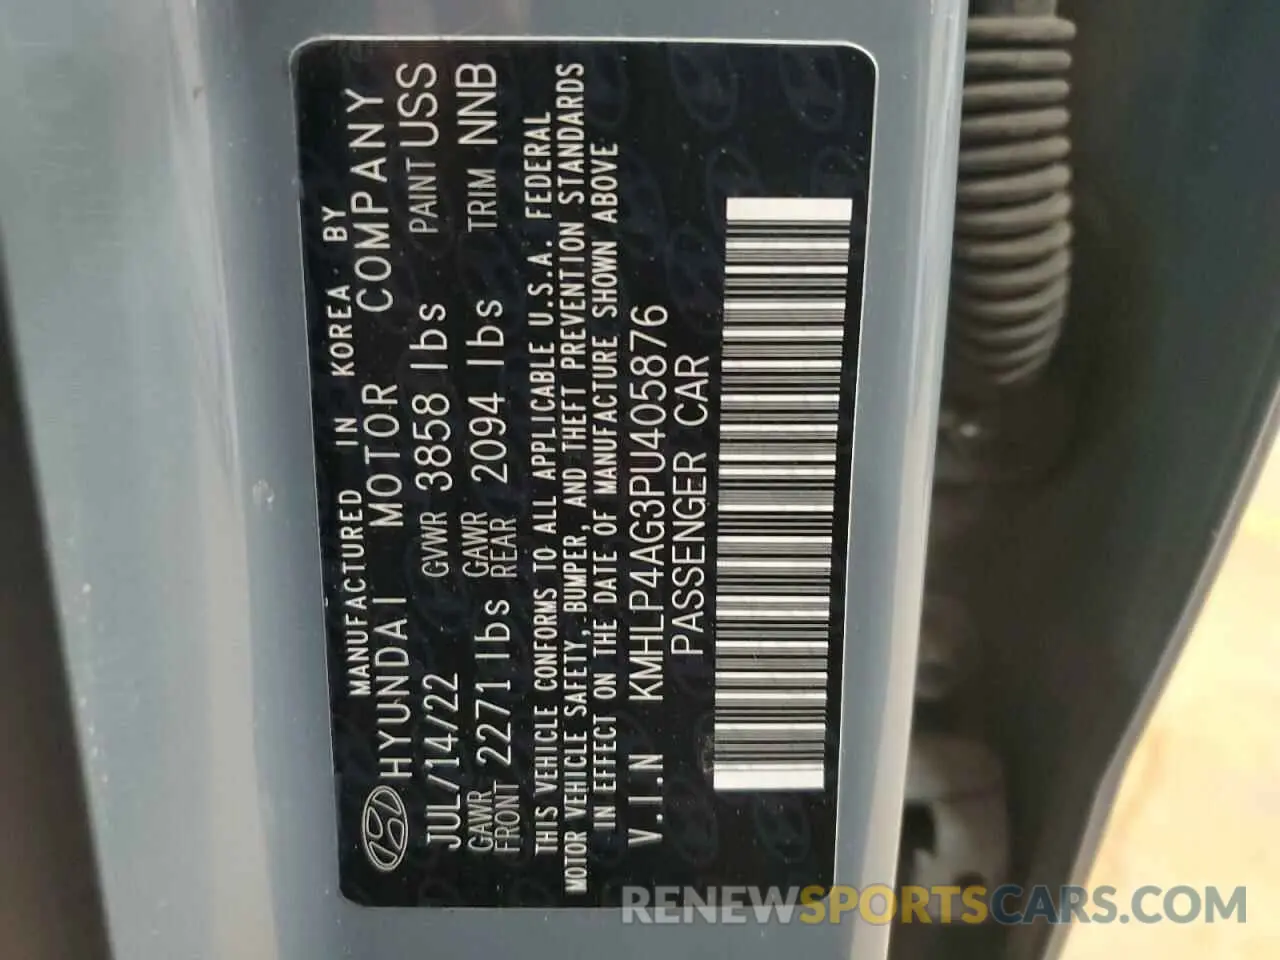 MANUFACTURED IN KOREA BY
HYUNDAI MOTOR COMPANY
JUL/14/22 GVWR 3858 lbs PAINT USS
GAWR FRONT 2271 lbs GAWR REAR 2094 lbs TRIM NNB
THIS VEHICLE CONFORMS TO ALL APPLICABLE U.S.A. FEDERAL
MOTOR VEHICLE SAFETY, BUMPER, AND THEFT PREVENTION STANDARDS
IN EFFECT ON THE DATE OF MANUFACTURE SHOWN ABOVE
V.I.N KMHLP4AG3PU405876
PASSENGER CAR
RENEWSPORTSCARS.COM